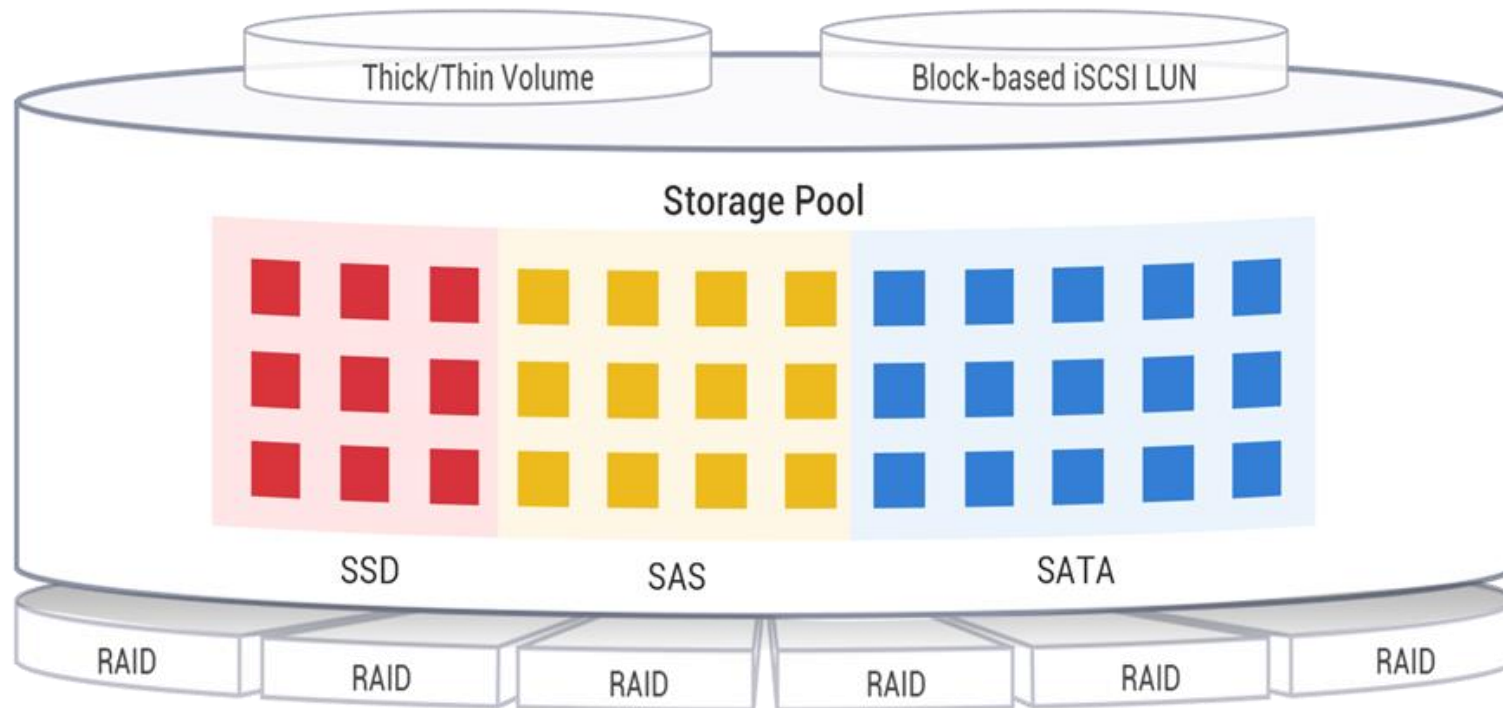 Thick/Thin Volume
Block-based iSCSI LUN
Storage Pool
SSD
SAS
SATA
RAID
RAID
RAID
RAID
RAID
RAID